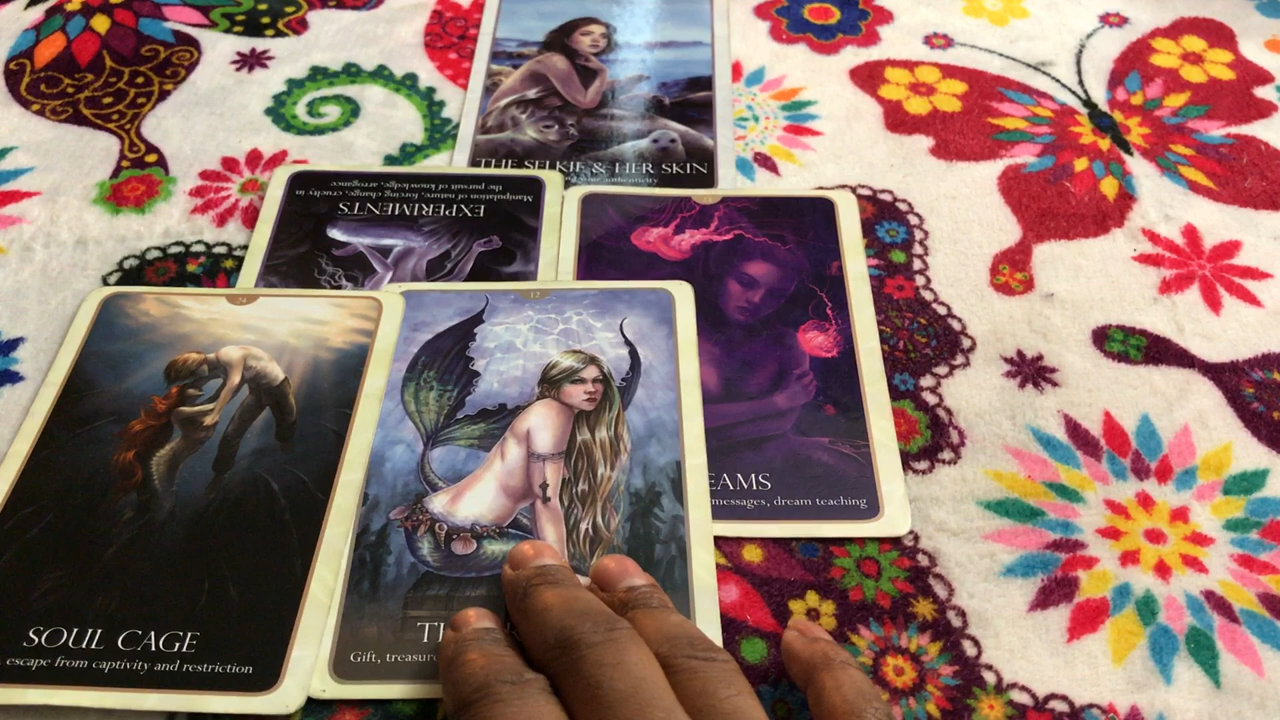 THE SELKIE & HER SKIN
your authenticity
Manipulation of nature, forcing change, cruelty in
the pursuit of knowledge, arrogance
EXPERIMENTS
EAMS
messages, dream teaching
24
SOUL CAGE
escape from captivity and restriction
12
Gift, treasure